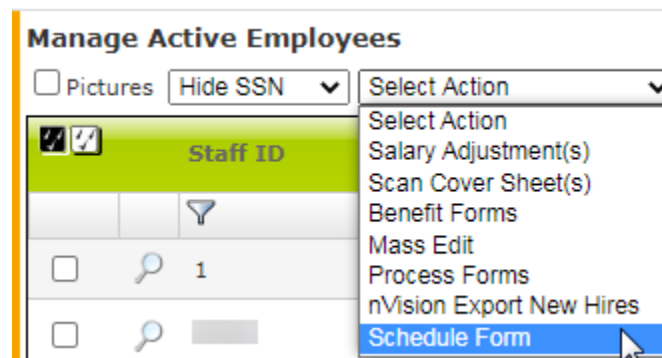 Manage Active Employees
Pictures Hide SSN Select Action
Select Action
Staff ID
Salary Adjustment(s)
Scan Cover Sheet(s)
Benefit Forms
Mass Edit
1
Process Forms
nVision Export New Hires
Schedule Form